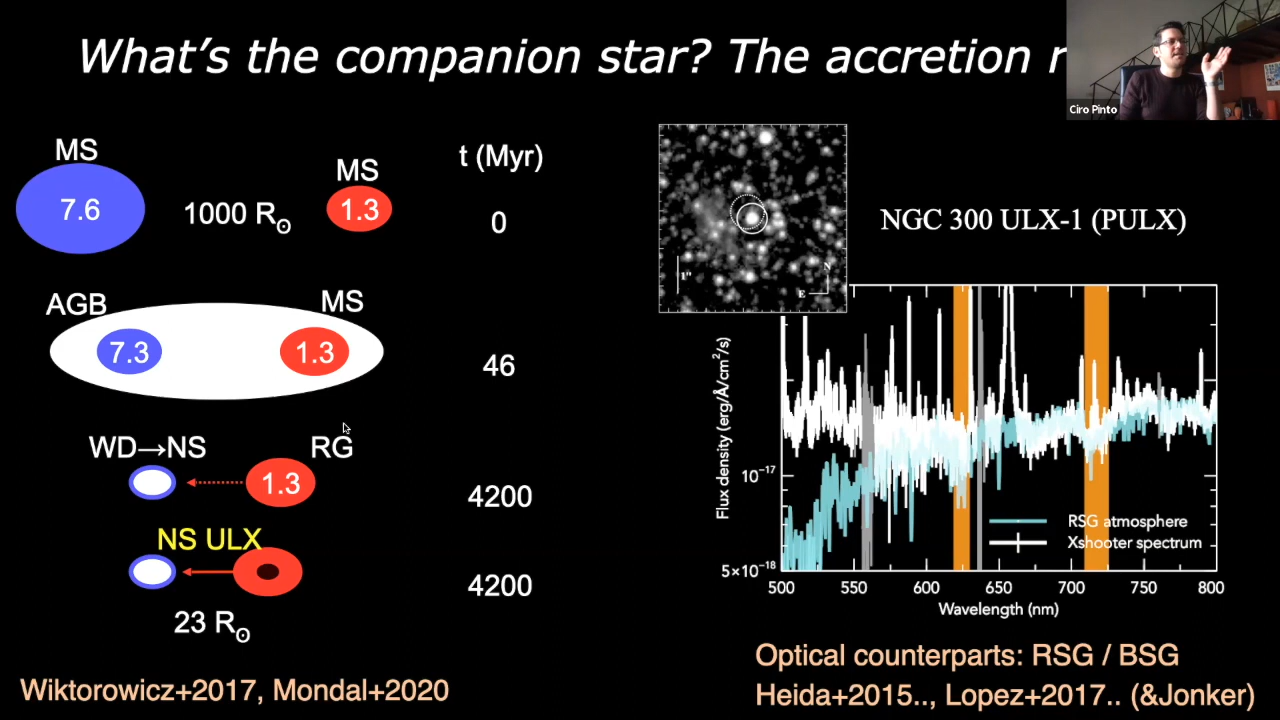 What's the companion star? The accretion r
Ciro Pinto
MS
7.6
1000 R⊙
MS
1.3
t (Myr)
0
AGB
MS
7.3
1.3
46
WD→NS
RG
1.3
4200
NS ULX
4200
23 R⊙
Wiktorowicz+2017, Mondal+2020
1"
N
E
NGC 300 ULX-1 (PULX)
Flux density (erg/Å/cm²/s)
10⁻¹⁷
5×10⁻¹⁸
RSG atmosphere
Xshooter spectrum
500 550 600 650 700 750 800
Wavelength (nm)
Optical counterparts: RSG / BSG
Heida+2015.., Lopez+2017.. (&Jonker)